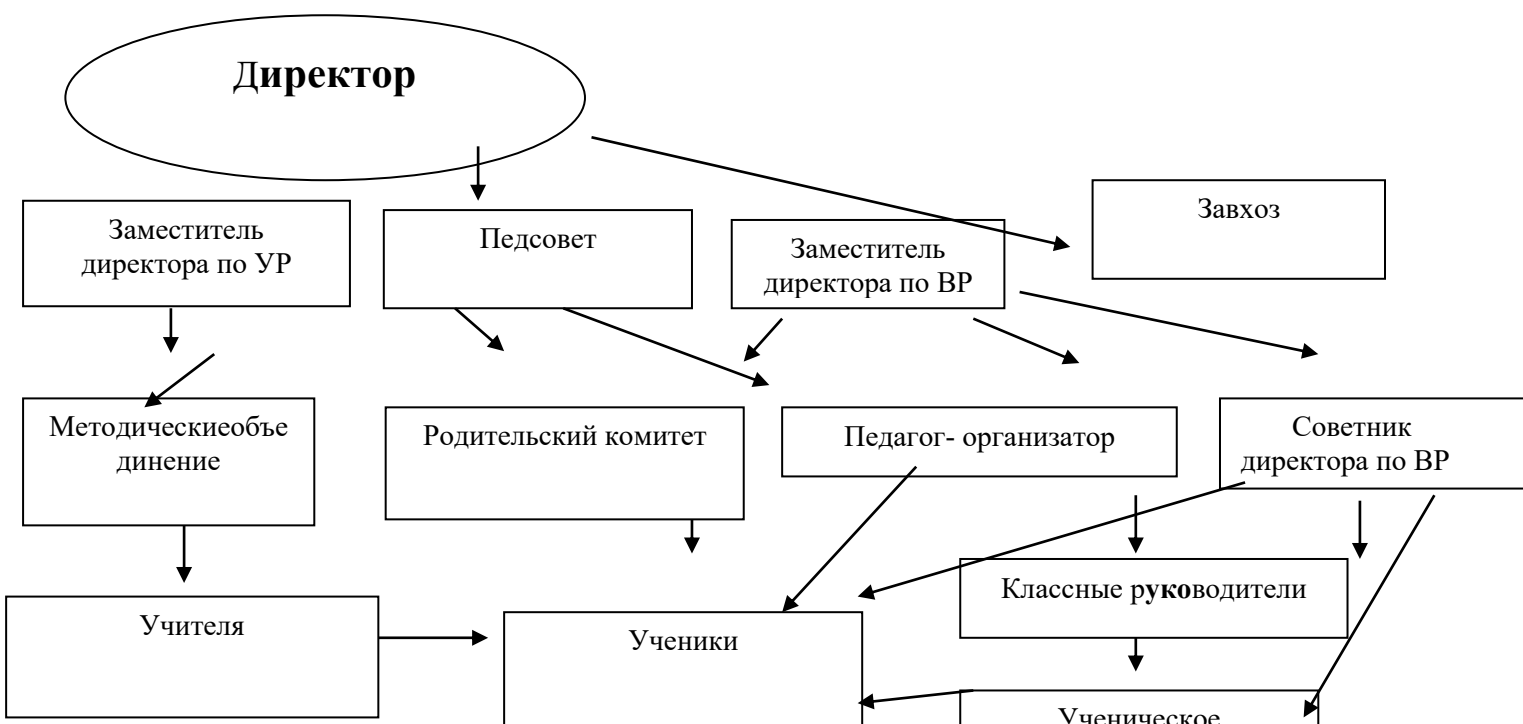 Директор
Заместитель
директора по УР
Педсовет
Заместитель
директора по ВР
Завхоз
Методическиеобъе
динение
Родительский комитет
Педагог- организатор
Советник
директора по ВР
Учителя
Ученики
Классные руководители
Ученическое